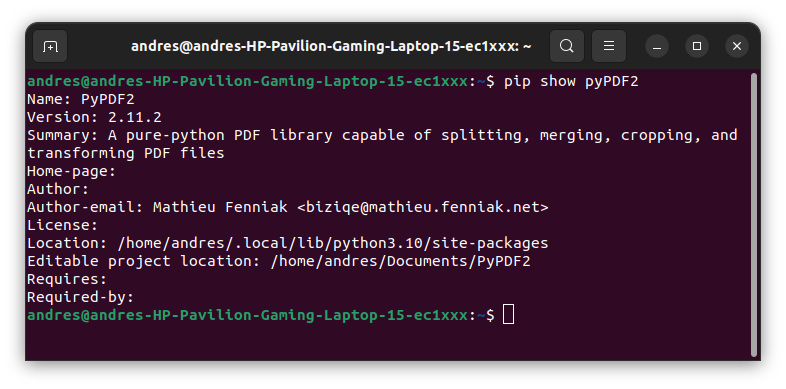 andres@andres-HP-Pavilion-Gaming-Laptop-15-ec1xxx: ~
andres@andres-HP-Pavilion-Gaming-Laptop-15-ec1xxx:~$ pip show pyPDF2
Name: PyPDF2
Version: 2.11.2
Summary: A pure-python PDF library capable of splitting, merging, cropping, and
transforming PDF files
Home-page:
Author:
Author-email: Mathieu Fenniak <biziqe@mathieu.fenniak.net>
License:
Location: /home/andres/.local/lib/python3.10/site-packages
Editable project location: /home/andres/Documents/PyPDF2
Requires:
Required-by:
andres@andres-HP-Pavilion-Gaming-Laptop-15-ec1xxx:~$